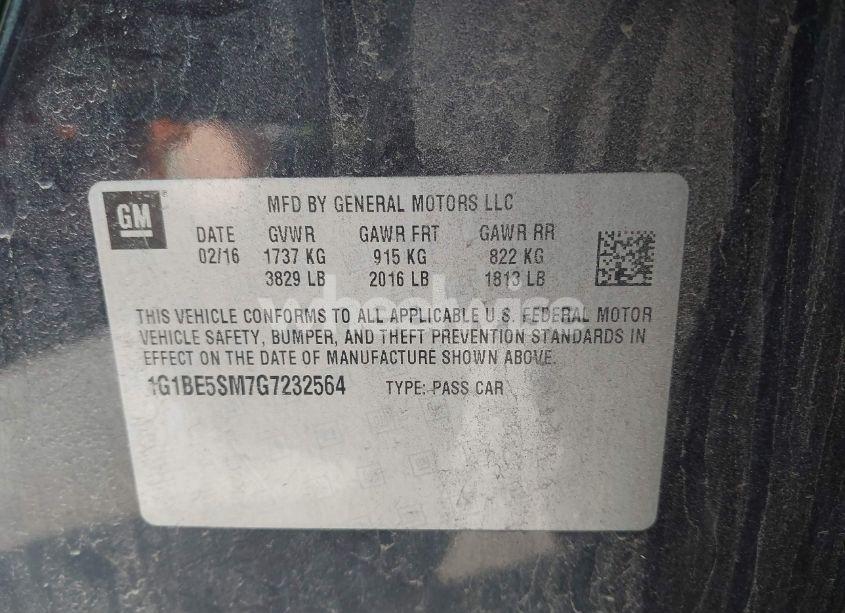 GM
MFD BY GENERAL MOTORS LLC
DATE GVWR GAWR FRT GAWR RR
02/16 1737 KG 915 KG 822 KG
3829 LB 2016 LB 1813 LB
wheelwise
THIS VEHICLE CONFORMS TO ALL APPLICABLE U.S. FEDERAL MOTOR
VEHICLE SAFETY, BUMPER, AND THEFT PREVENTION STANDARDS IN
EFFECT ON THE DATE OF MANUFACTURE SHOWN ABOVE.
1G1BE5SM7G7232564 TYPE: PASS CAR